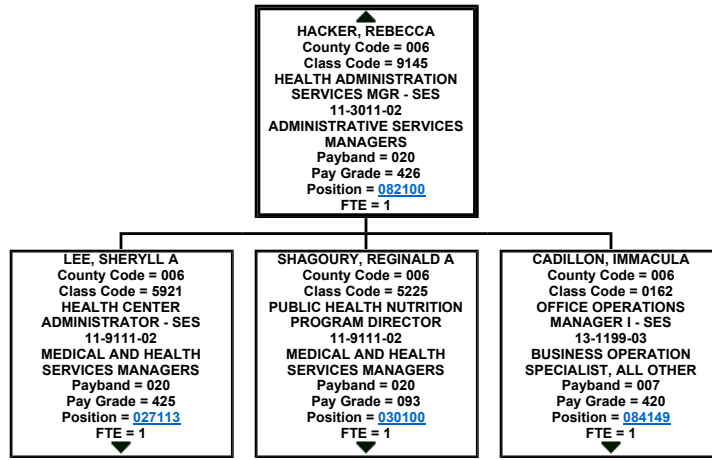 HACKER, REBECCA
County Code = 006
Class Code = 9145
HEALTH ADMINISTRATION
SERVICES MGR - SES
11-3011-02
ADMINISTRATIVE SERVICES
MANAGERS
Payband = 020
Pay Grade = 426
Position = 082100
FTE = 1
LEE, SHERYLL A
County Code = 006
Class Code = 5921
HEALTH CENTER
ADMINISTRATOR - SES
11-9111-02
MEDICAL AND HEALTH
SERVICES MANAGERS
Payband = 020
Pay Grade = 425
Position = 027113
FTE = 1
SHAGOURY, REGINALD A
County Code = 006
Class Code = 5225
PUBLIC HEALTH NUTRITION
PROGRAM DIRECTOR
11-9111-02
MEDICAL AND HEALTH
SERVICES MANAGERS
Payband = 020
Pay Grade = 093
Position = 030100
FTE = 1
CADILLON, IMMACULA
County Code = 006
Class Code = 0162
OFFICE OPERATIONS
MANAGER I - SES
13-1199-03
BUSINESS OPERATION
SPECIALIST, ALL OTHER
Payband = 007
Pay Grade = 420
Position = 084149
FTE = 1